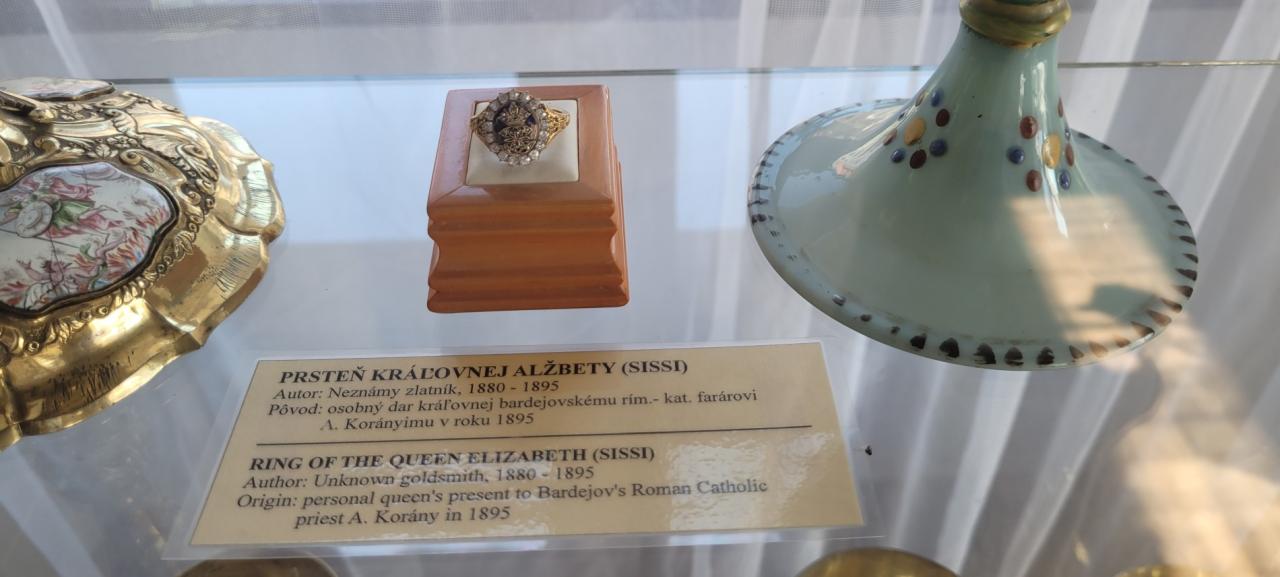 PRSTEŇ KRÁĽOVNEJ ALŽBETY (SISSI)
Autor: Neznámy zlatník, 1880 - 1895
Pôvod: osobný dar kráľovnej bardejovskému rím.- kat. farárovi
A. Korányimu v roku 1895
RING OF THE QUEEN ELIZABETH (SISSI)
Author: Unknown goldsmith, 1880 - 1895
Origin: personal queen's present to Bardejov's Roman Catholic
priest A. Korány in 1895